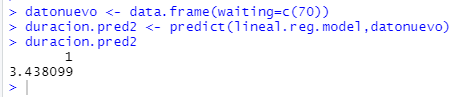 > datonuevo <- data.frame(waiting=c(70))
> duracion.pred2 <- predict(lineal.reg.model,datonuevo)
> duracion.pred2
       1
3.438099
>